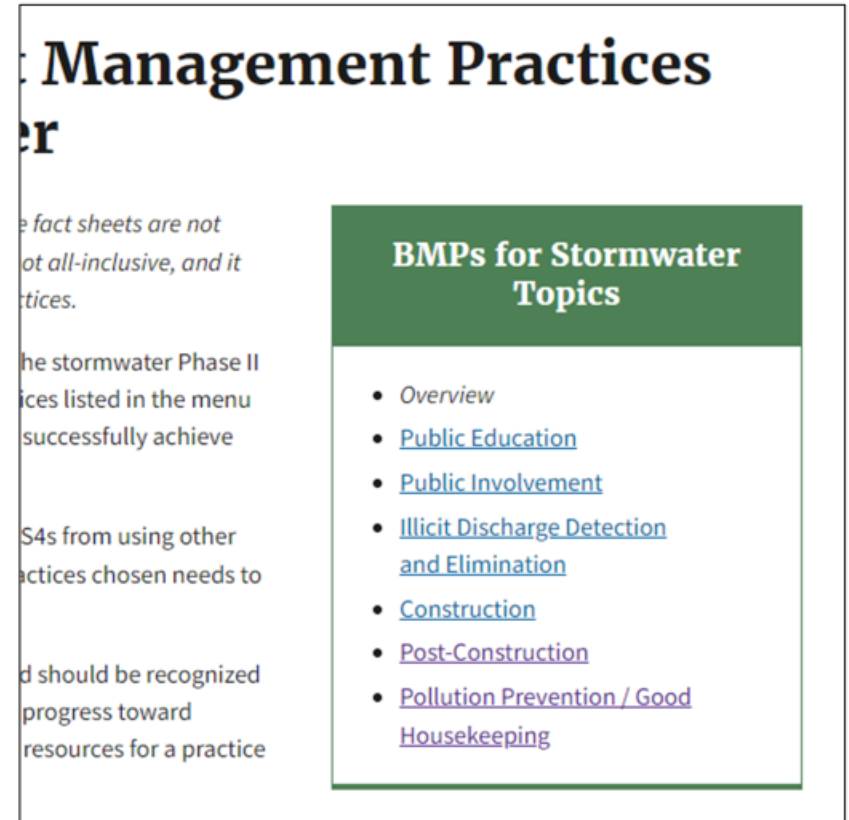 Management Practices
er
fact sheets are not
ot all-inclusive, and it
tices.
he stormwater Phase II
ices listed in the menu
successfully achieve
S4s from using other
actices chosen needs to
d should be recognized
progress toward
resources for a practice
BMPs for Stormwater
Topics
• Overview
• Public Education
• Public Involvement
• Illicit Discharge Detection
and Elimination
• Construction
• Post-Construction
• Pollution Prevention / Good
Housekeeping